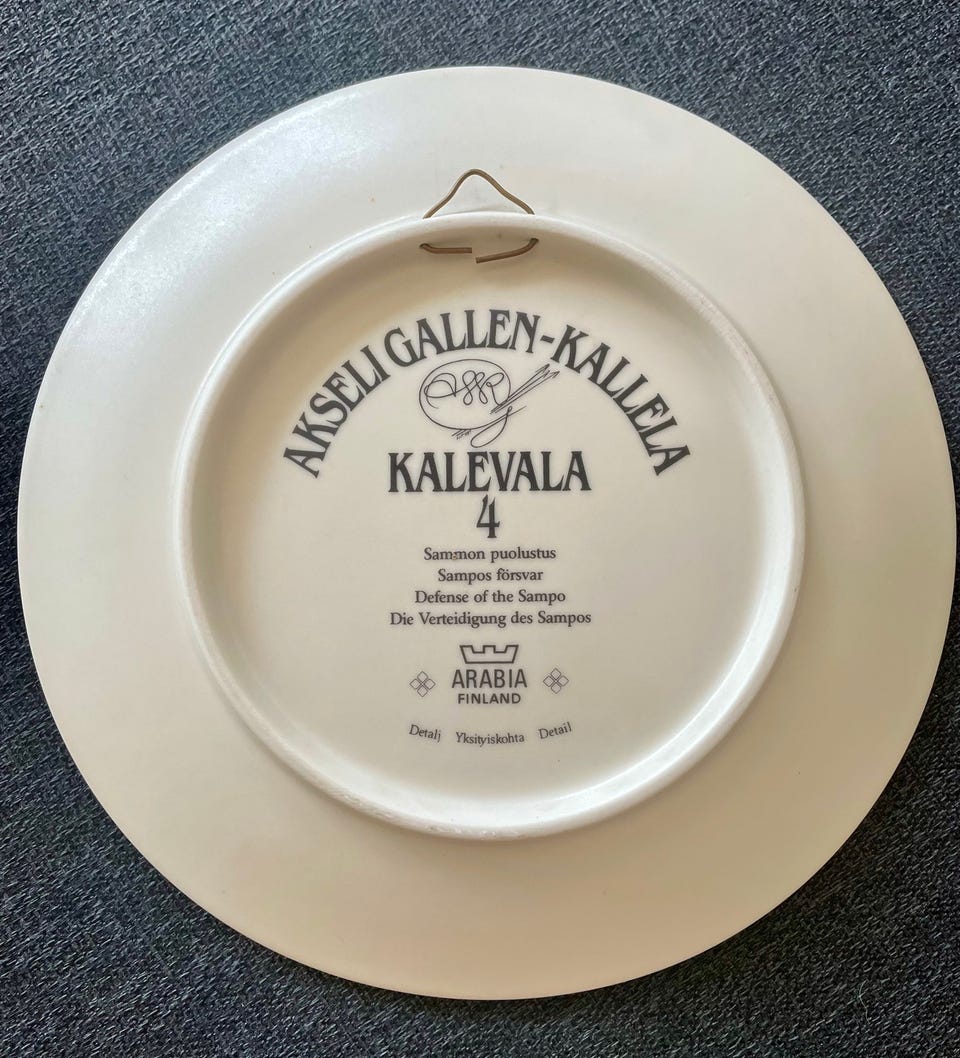 AKSELI GALLEN-KALLELA
KALEVALA
4
Sammon puolustus
Sampos försvar
Defense of the Sampo
Die Verteidigung des Sampos
ARABIA
FINLAND
Detalj Yksityiskohta Detail